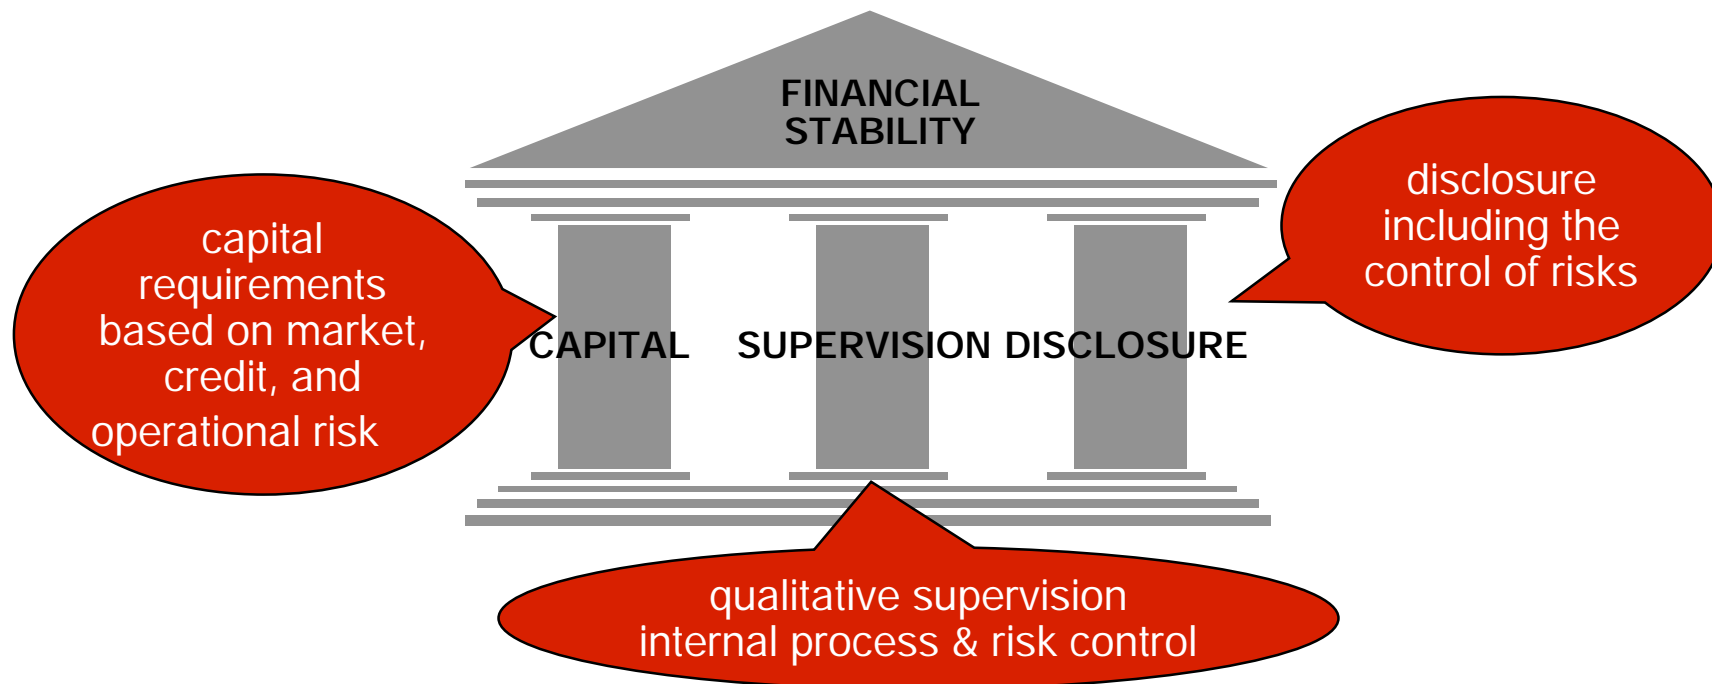 FINANCIAL
STABILITY
capital
requirements
based on market,
credit, and
operational risk
disclosure
including the
control of risks
CAPITAL
SUPERVISION
DISCLOSURE
qualitative supervision
internal process & risk control